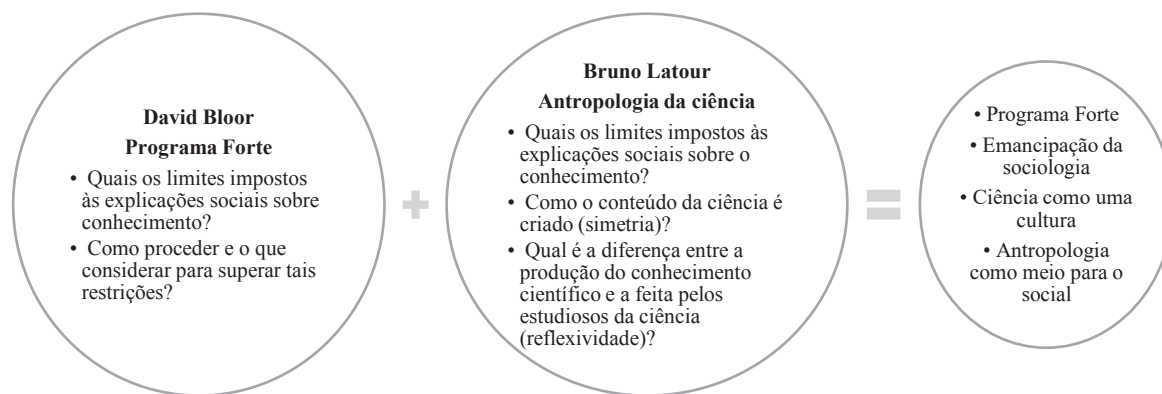 David Bloor
Programa Forte
• Quais os limites impostos
às explicações sociais sobre
conhecimento?
• Como proceder e o que
considerar para superar tais
restrições?
Bruno Latour
Antropologia da ciência
• Quais os limites impostos às
explicações sociais sobre o
conhecimento?
• Como o conteúdo da ciência é
criado (simetria)?
• Qual é a diferença entre a
produção do conhecimento
científico e a feita pelos
estudiosos da ciência
(reflexividade)?
• Programa Forte
• Emancipação da
sociologia
• Ciência como uma
cultura
• Antropologia
como meio para o
social